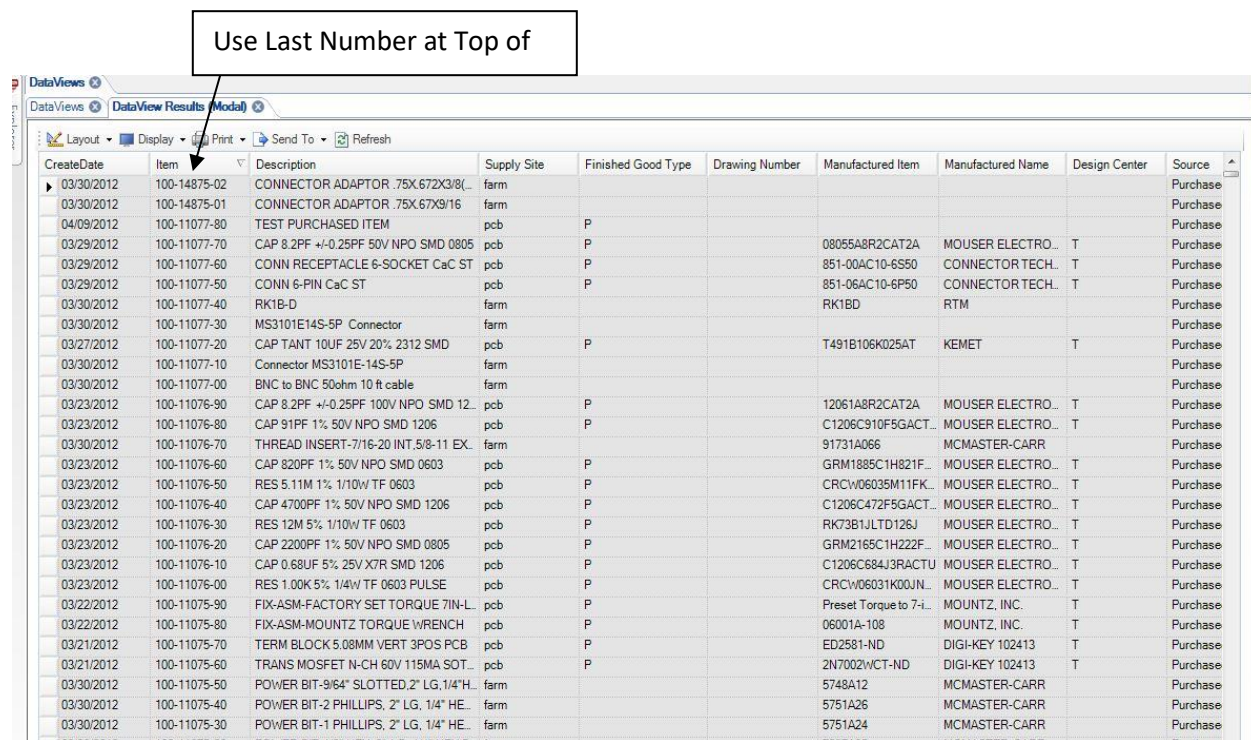 Use Last Number at Top of
DataViews
DataViews DataView Results (Modal)
Layout Display Print Send To Refresh
CreateDate Item Description Supply Site Finished Good Type Drawing Number Manufactured Item Manufactured Name Design Center Source
03/30/2012 100-14875-02 CONNECTOR ADAPTOR .75X.672X3/8(... farm Purchase
03/30/2012 100-14875-01 CONNECTOR ADAPTOR .75X.67X9/16 farm Purchase
04/09/2012 100-11077-80 TEST PURCHASED ITEM pcb P Purchase
03/29/2012 100-11077-70 CAP 8.2PF +/-0.25PF 50V NPO SMD 0805 pcb P 08055A8R2CAT2A MOUSER ELECTRO... T Purchase
03/29/2012 100-11077-60 CONN RECEPTACLE 6-SOCKET CaC ST pcb P 851-00AC10-6S50 CONNECTOR TECH... T Purchase
03/29/2012 100-11077-50 CONN 6-PIN CaC ST pcb P 851-06AC10-6P50 CONNECTOR TECH... T Purchase
03/30/2012 100-11077-40 RK1B-D farm RK1BD RTM Purchase
03/30/2012 100-11077-30 MS3101E14S-5P Connector farm Purchase
03/27/2012 100-11077-20 CAP TANT 10UF 25V 20% 2312 SMD pcb P T491B106K025AT KEMET T Purchase
03/30/2012 100-11077-10 Connector MS3101E-14S-5P farm Purchase
03/30/2012 100-11077-00 BNC to BNC 50ohm 10 ft cable farm Purchase
03/23/2012 100-11076-90 CAP 8.2PF +/-0.25PF 100V NPO SMD 12... pcb P 12061A8R2CAT2A MOUSER ELECTRO... T Purchase
03/23/2012 100-11076-80 CAP 91PF 1% 50V NPO SMD 1206 pcb P C1206C910F5GACT... MOUSER ELECTRO... T Purchase
03/30/2012 100-11076-70 THREAD INSERT-7/16-20 INT,5/8-11 EX... farm 91731A066 MCMASTER-CARR Purchase
03/23/2012 100-11076-60 CAP 820PF 1% 50V NPO SMD 0603 pcb P GRM1885C1H821F... MOUSER ELECTRO... T Purchase
03/23/2012 100-11076-50 RES 5.11M 1% 1/10W TF 0603 pcb P CRCW06035M11FK... MOUSER ELECTRO... T Purchase
03/23/2012 100-11076-40 CAP 4700PF 1% 50V NPO SMD 1206 pcb P C1206C472F5GACT... MOUSER ELECTRO... T Purchase
03/23/2012 100-11076-30 RES 12M 5% 1/10W TF 0603 pcb P RK73B1JLTD126J MOUSER ELECTRO... T Purchase
03/23/2012 100-11076-20 CAP 2200PF 1% 50V NPO SMD 0805 pcb P GRM2165C1H222F... MOUSER ELECTRO... T Purchase
03/23/2012 100-11076-10 CAP 0.68UF 5% 25V X7R SMD 1206 pcb P C1206C684J3RACTU MOUSER ELECTRO... T Purchase
03/23/2012 100-11076-00 RES 1.00K 5% 1/4W TF 0603 PULSE pcb P CRCW06031K00JN... MOUSER ELECTRO... T Purchase
03/22/2012 100-11075-90 FIX-ASM-FACTORY SET TORQUE 7IN-L... pcb P Preset Torque to 7-i... MOUNTZ, INC. T Purchase
03/22/2012 100-11075-80 FIX-ASM-MOUNTZ TORQUE WRENCH pcb P 06001A-108 MOUNTZ, INC. T Purchase
03/21/2012 100-11075-70 TERM BLOCK 5.08MM VERT 3POS PCB pcb P ED2581-ND DIGI-KEY 102413 T Purchase
03/21/2012 100-11075-60 TRANS MOSFET N-CH 60V 115MA SOT... pcb P 2N7002WCT-ND DIGI-KEY 102413 T Purchase
03/30/2012 100-11075-50 POWER BIT-9/64" SLOTTED,2" LG,1/4"H... farm 5748A12 MCMASTER-CARR Purchase
03/30/2012 100-11075-40 POWER BIT-2 PHILLIPS, 2" LG, 1/4" HE... farm 5751A26 MCMASTER-CARR Purchase
03/30/2012 100-11075-30 POWER BIT-1 PHILLIPS, 2" LG, 1/4" HE... farm 5751A24 MCMASTER-CARR Purchase